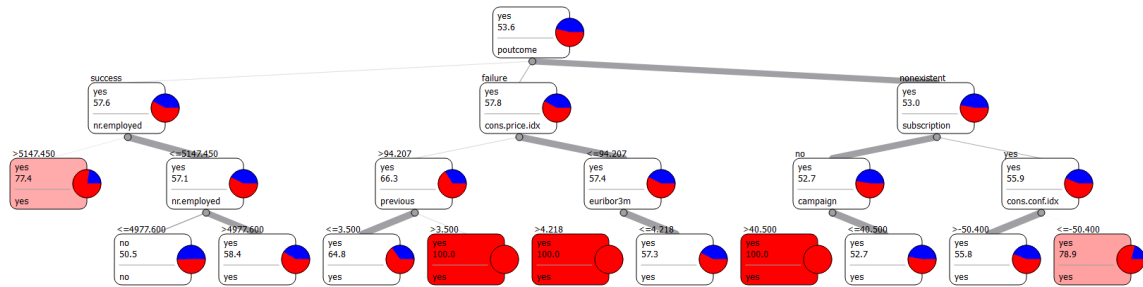 yes
53.6
poutcome
success
failure
nonexistent
yes
57.6
nr.employed
yes
57.8
cons.price.idx
yes
53.0
subscription
>5147.450
<=5147.450
>94.207
<=94.207
no
yes
yes
77.4
yes
yes
57.1
nr.employed
yes
66.3
previous
yes
57.4
euribor3m
yes
52.7
campaign
yes
55.9
cons.conf.idx
<=4977.600
>4977.600
<=3.500
>3.500
>4.218
<=4.218
>40.500
<=40.500
>-50.400
<=-50.400
no
50.5
no
yes
58.4
yes
yes
64.8
yes
yes
100.0
yes
yes
100.0
yes
yes
57.3
yes
yes
100.0
yes
yes
52.7
yes
yes
55.8
yes
yes
78.9
yes